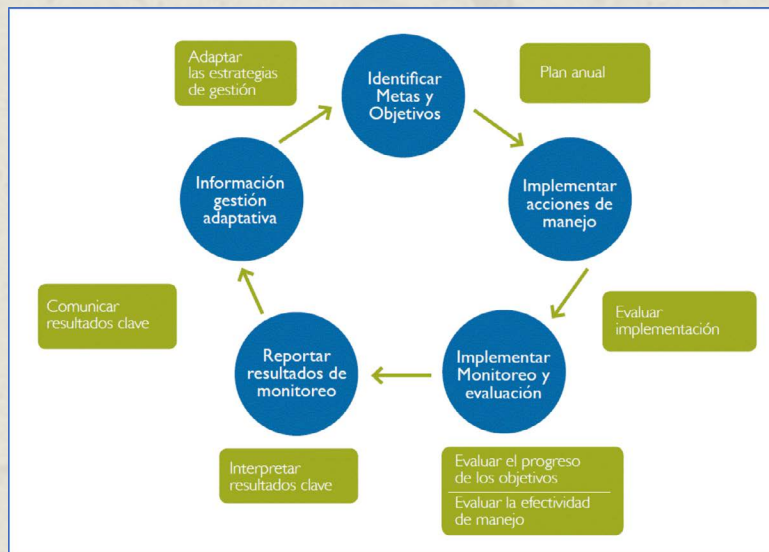 Adaptar
las estrategias
de gestión
Identificar
Metas y
Objetivos
Plan anual
Información
gestión
adaptativa
Implementar
acciones de
manejo
Comunicar
resultados clave
Evaluar
implementación
Reportar
resultados de
monitoreo
Implementar
Monitoreo y
evaluación
Interpretar
resultados clave
Evaluar el progreso
de los objetivos
Evaluar la efectividad
de manejo